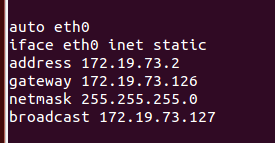 auto eth0
iface eth0 inet static
address 172.19.73.2
gateway 172.19.73.126
netmask 255.255.255.0
broadcast 172.19.73.127